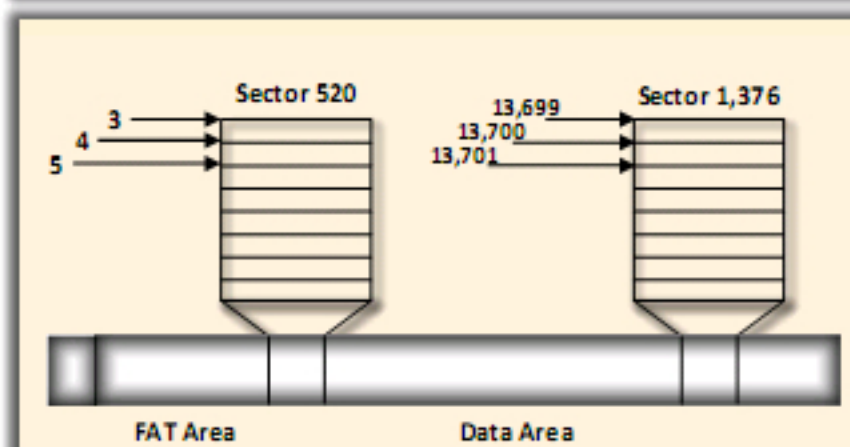 Sector 520
3
4
5
Sector 1,376
13,699
13,700
13,701
FAT Area
Data Area